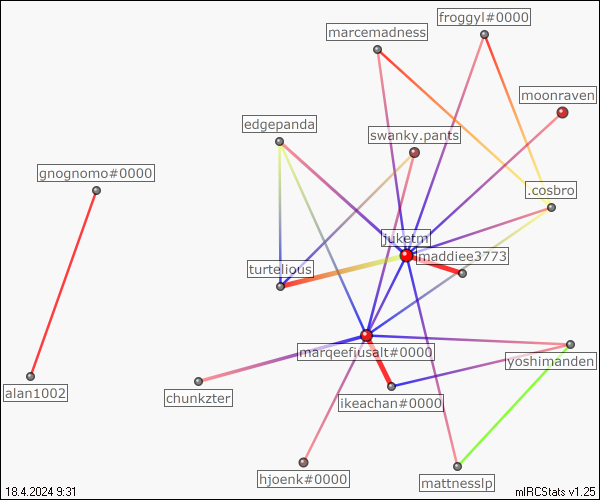 froggyl#0000
marcemadness
moonraven
edgepanda
swanky.pants
gnognomo#0000
.cosbro
juketm
maddiee3773
turtelious
marqeefiusalt#0000
yoshimanden
alan1002
chunkzter
ikeachan#0000
hjoenk#0000
mattnesslp
18.4.2024 9:31
mIRCStats v1.25